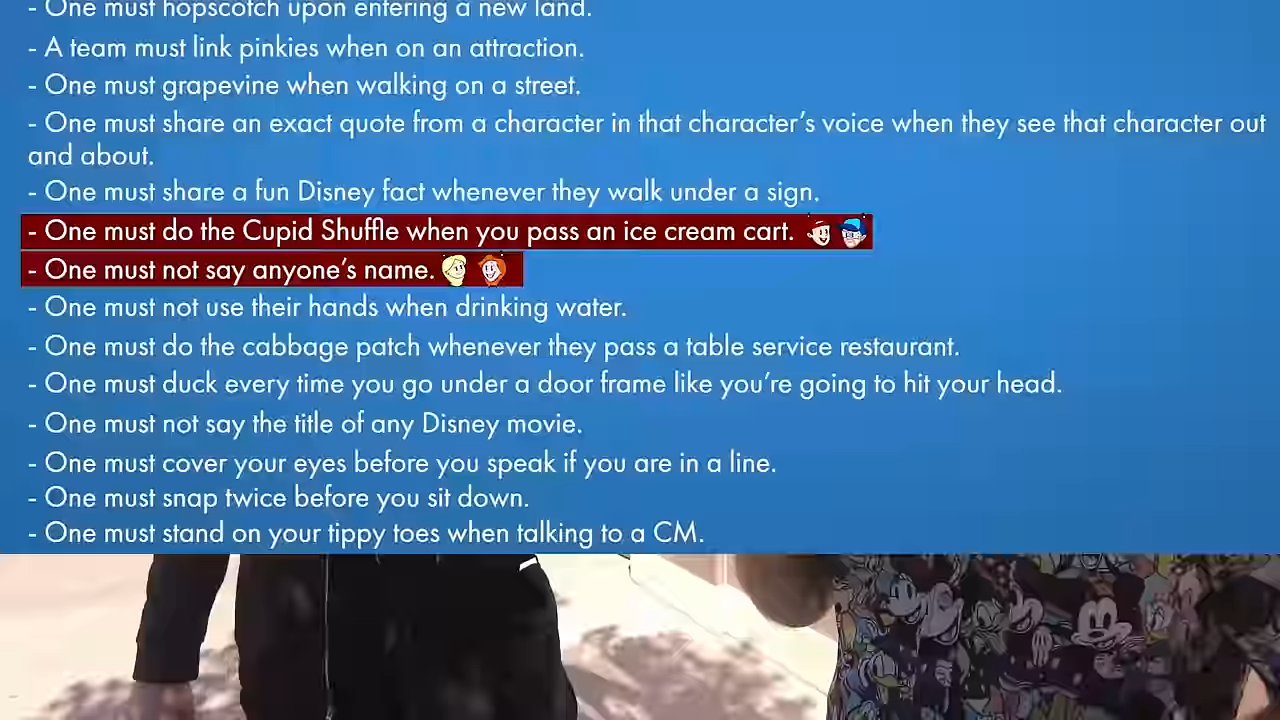 - One must hopscotch upon entering a new land.
- A team must link pinkies when on an attraction.
- One must grapevine when walking on a street.
- One must share an exact quote from a character in that character’s voice when they see that character out
and about.
- One must share a fun Disney fact whenever they walk under a sign.
- One must do the Cupid Shuffle when you pass an ice cream cart.
- One must not say anyone’s name.
- One must not use their hands when drinking water.
- One must do the cabbage patch whenever they pass a table service restaurant.
- One must duck every time you go under a door frame like you’re going to hit your head.
- One must not say the title of any Disney movie.
- One must cover your eyes before you speak if you are in a line.
- One must snap twice before you sit down.
- One must stand on your tippy toes when talking to a CM.